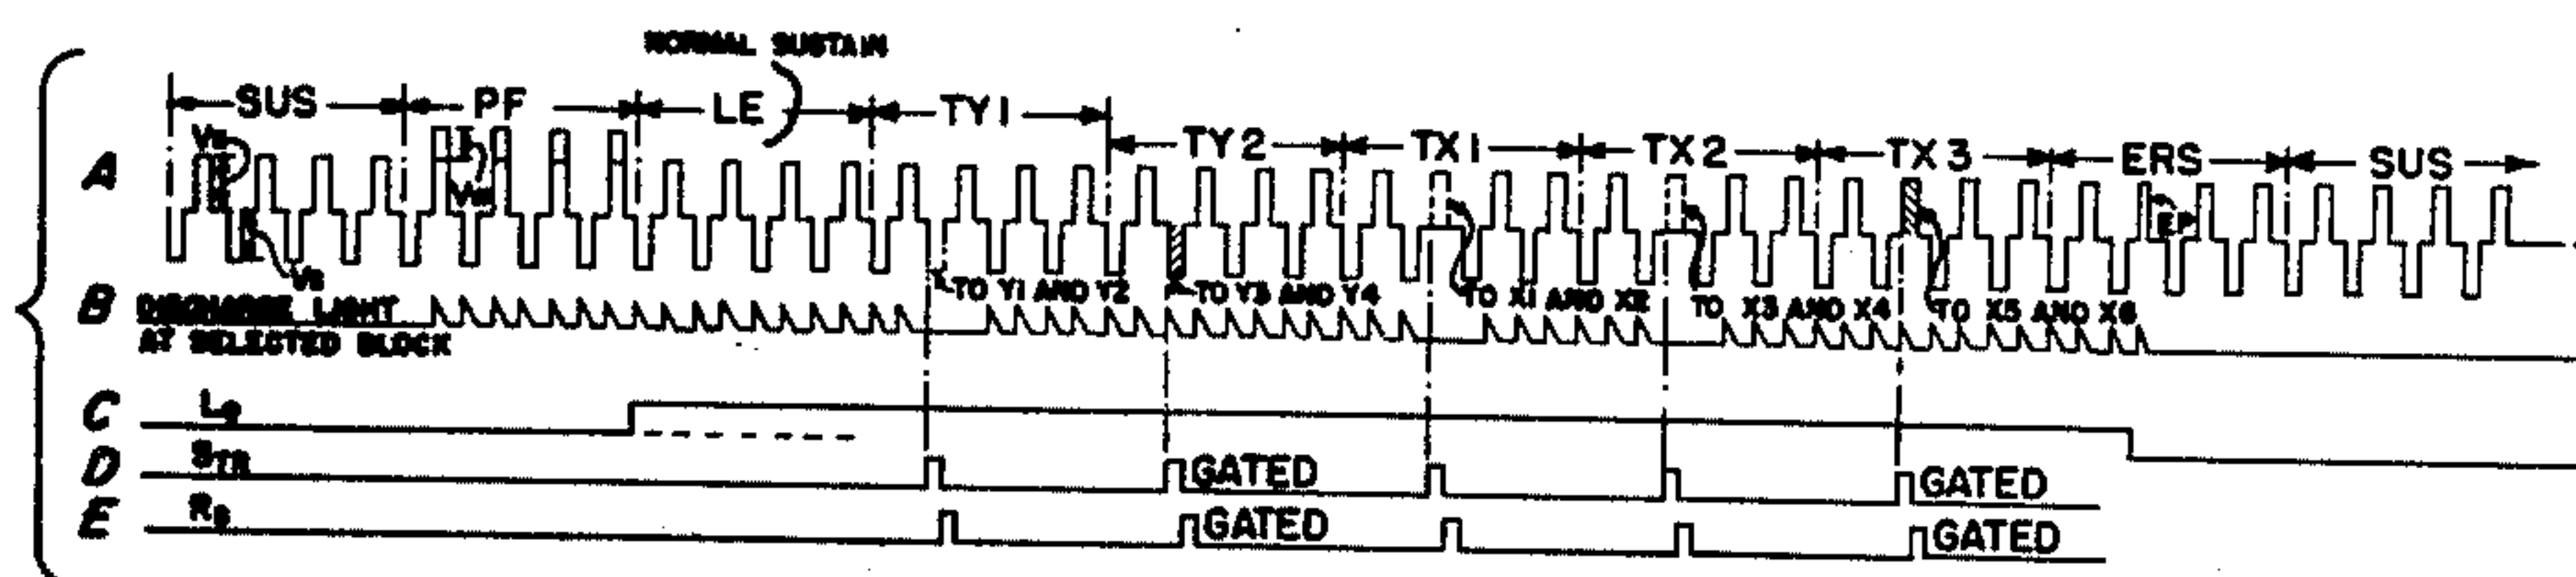 NORMAL SUSTAIN
SUS PF LE TY1 TY2 TX1 TX2 TX3 ERS SUS
A
Vs
EP
Vs
TO Y1 AND Y2
TO Y3 AND Y4
TO X1 AND X2
TO X3 AND X4
TO X5 AND X6
B
DISCHARGE LIGHT
AT SELECTED BLOCK
C
D STR GATED GATED
E GATED GATED